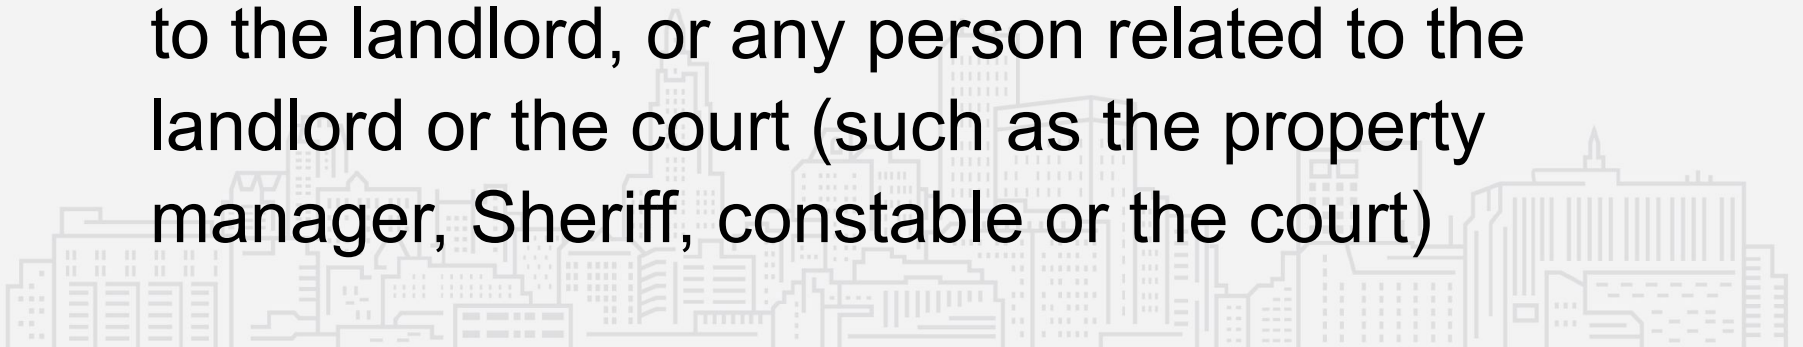 to the landlord, or any person related to the
landlord or the court (such as the property
manager, Sheriff, constable or the court)